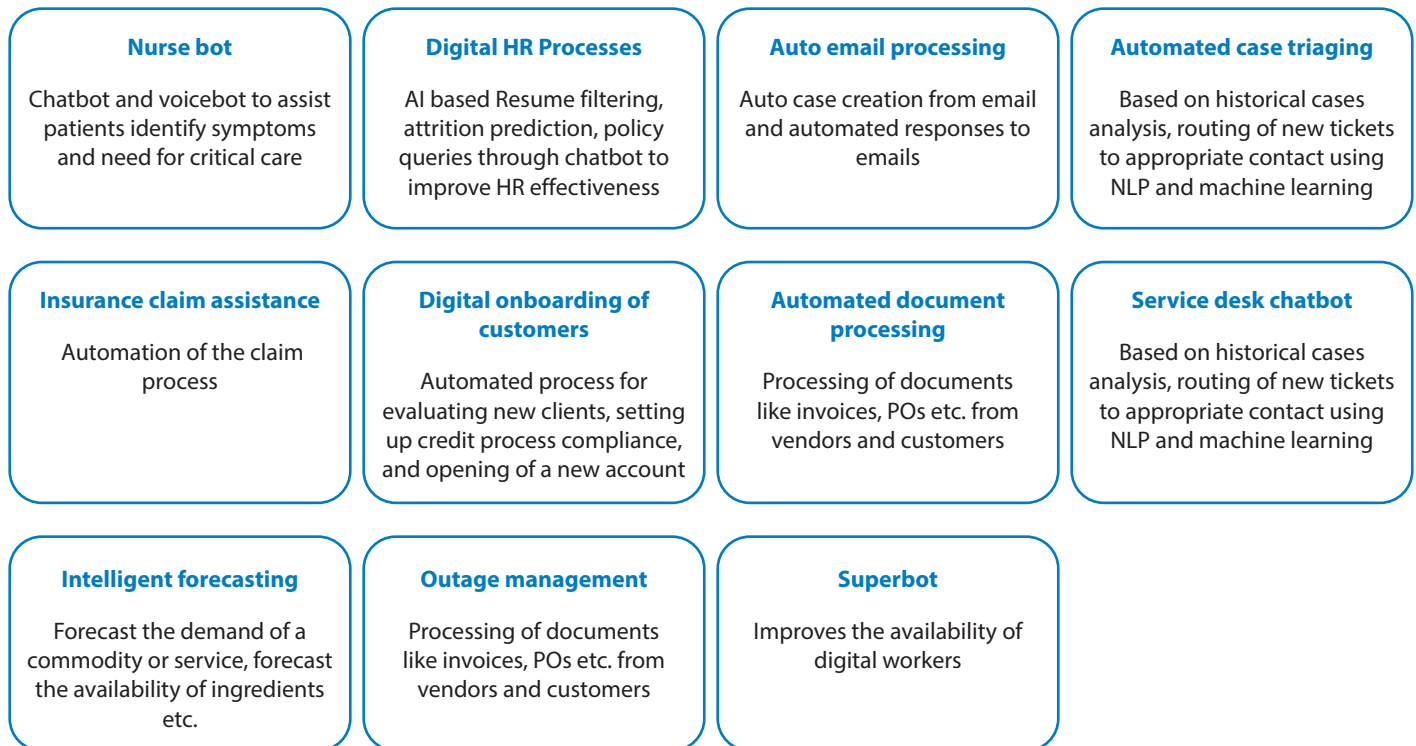 Nurse bot
Chatbot and voicebot to assist
patients identify symptoms
and need for critical care
Digital HR Processes
AI based Resume filtering,
attrition prediction, policy
queries through chatbot to
improve HR effectiveness
Auto email processing
Auto case creation from email
and automated responses to
emails
Automated case triaging
Based on historical cases
analysis, routing of new tickets
to appropriate contact using
NLP and machine learning
Insurance claim assistance
Automation of the claim
process
Digital onboarding of
customers
Automated process for
evaluating new clients, setting
up credit process compliance,
and opening of a new account
Automated document
processing
Processing of documents
like invoices, POs etc. from
vendors and customers
Service desk chatbot
Based on historical cases
analysis, routing of new tickets
to appropriate contact using
NLP and machine learning
Intelligent forecasting
Forecast the demand of a
commodity or service, forecast
the availability of ingredients
etc.
Outage management
Processing of documents
like invoices, POs etc. from
vendors and customers
Superbot
Improves the availability of
digital workers